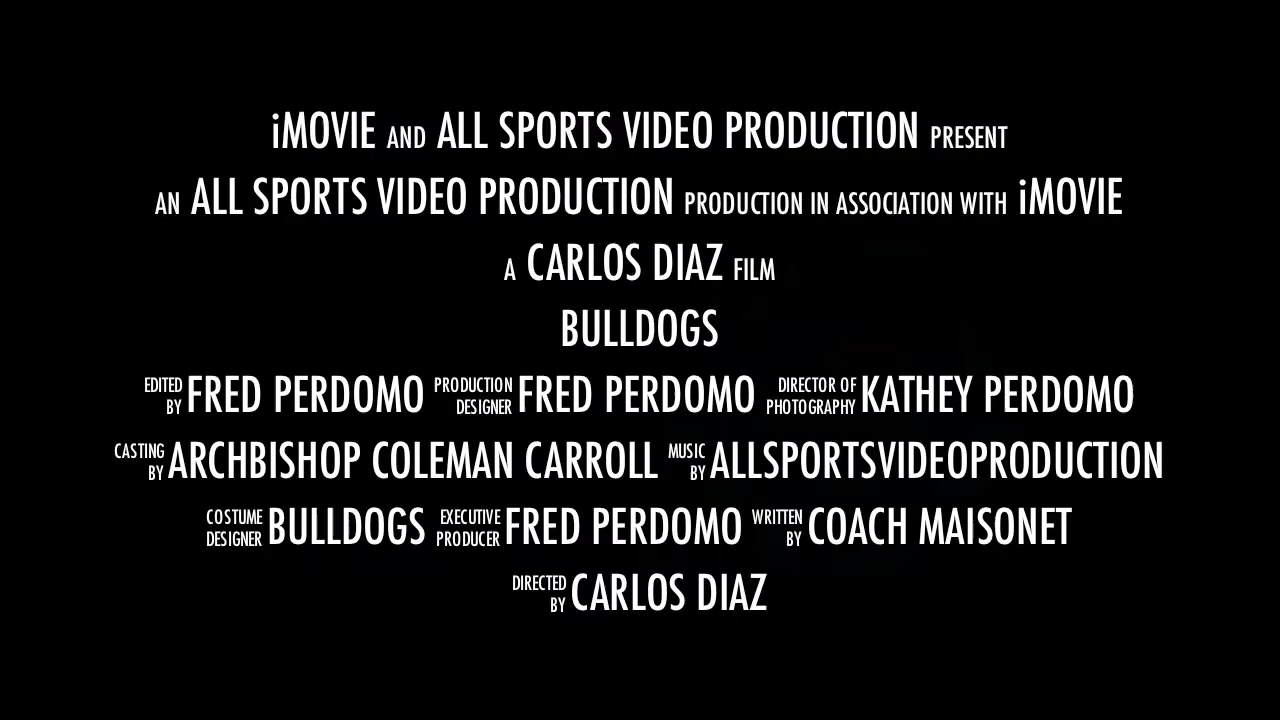 iMOVIE AND ALL SPORTS VIDEO PRODUCTION PRESENT
AN ALL SPORTS VIDEO PRODUCTION PRODUCTION IN ASSOCIATION WITH iMOVIE
A CARLOS DIAZ FILM
BULLDOGS
EDITED BY FRED PERDOMO PRODUCTION DESIGNER FRED PERDOMO DIRECTOR OF PHOTOGRAPHY KATHEY PERDOMO
CASTING BY ARCHBISHOP COLEMAN CARROLL MUSIC BY ALLSPORTSVIDEOPRODUCTION
COSTUME DESIGNER BULLDOGS EXECUTIVE PRODUCER FRED PERDOMO WRITTEN BY COACH MAISONET
DIRECTED BY CARLOS DIAZ